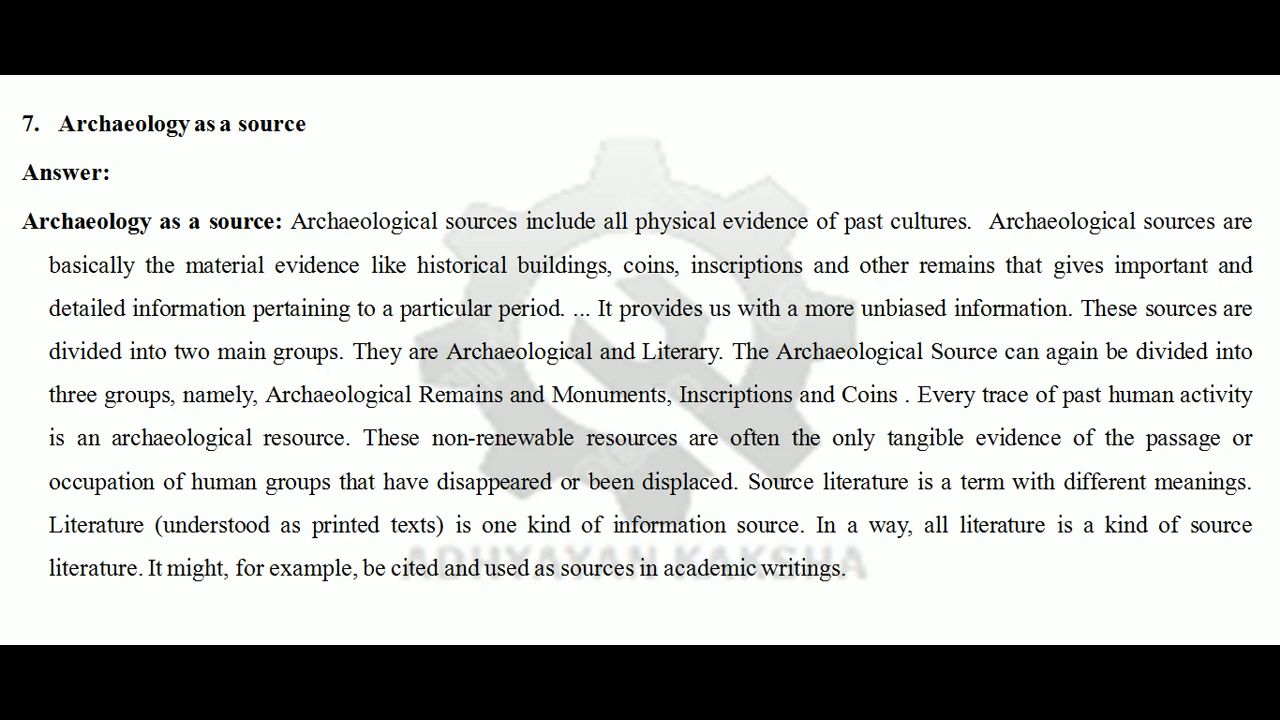 7. Archaeology as a source
Answer:
Archaeology as a source: Archaeological sources include all physical evidence of past cultures. Archaeological sources are
basically the material evidence like historical buildings, coins, inscriptions and other remains that gives important and
detailed information pertaining to a particular period. ... It provides us with a more unbiased information. These sources are
divided into two main groups. They are Archaeological and Literary. The Archaeological Source can again be divided into
three groups, namely, Archaeological Remains and Monuments, Inscriptions and Coins . Every trace of past human activity
is an archaeological resource. These non-renewable resources are often the only tangible evidence of the passage or
occupation of human groups that have disappeared or been displaced. Source literature is a term with different meanings.
Literature (understood as printed texts) is one kind of information source. In a way, all literature is a kind of source
literature. It might, for example, be cited and used as sources in academic writings.
ADHYAYAN KAKSHA